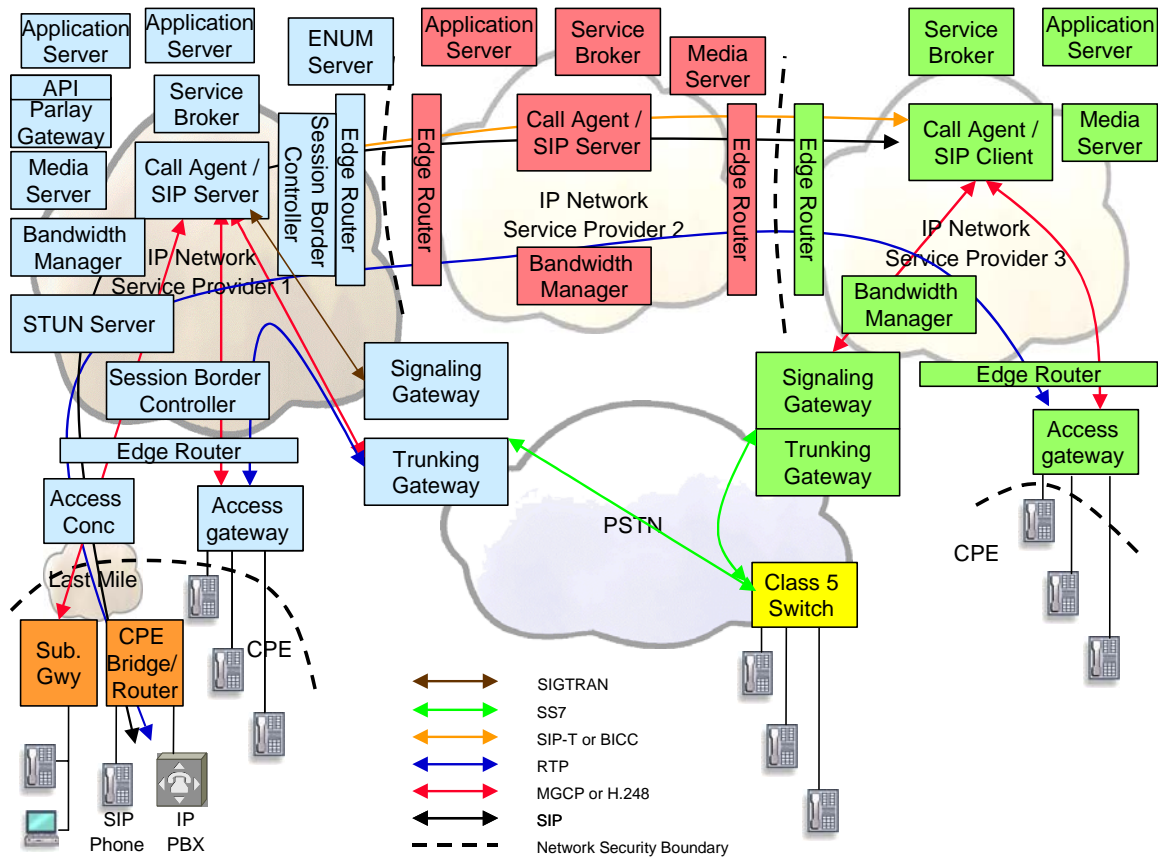 Application
Server
Application
Server
ENUM
Server
Application
Server
Service
Broker
Media
Server
Service
Broker
Application
Server
API
Parlay
Gateway
Service
Broker
Session Border
Controller
Edge Router
Edge Router
Call Agent /
SIP Server
Edge Router
Edge Router
Call Agent /
SIP Client
Media
Server
Media
Server
Call Agent /
SIP Server
Bandwidth
Manager
IP Network
Service Provider 1
IP Network
Service Provider 2
Bandwidth
Manager
IP Network
Service Provider 3
Bandwidth
Manager
STUN Server
Session Border
Controller
Signaling
Gateway
Signaling
Gateway
Edge Router
Edge Router
Trunking
Gateway
Trunking
Gateway
Access
gateway
Access
Conc
Access
gateway
PSTN
CPE
Last Mile
Class 5
Switch
Sub.
Gwy
CPE
Bridge/
Router
CPE
SIP
Phone
IP
PBX
SIGTRAN
SS7
SIP-T or BICC
RTP
MGCP or H.248
SIP
Network Security Boundary